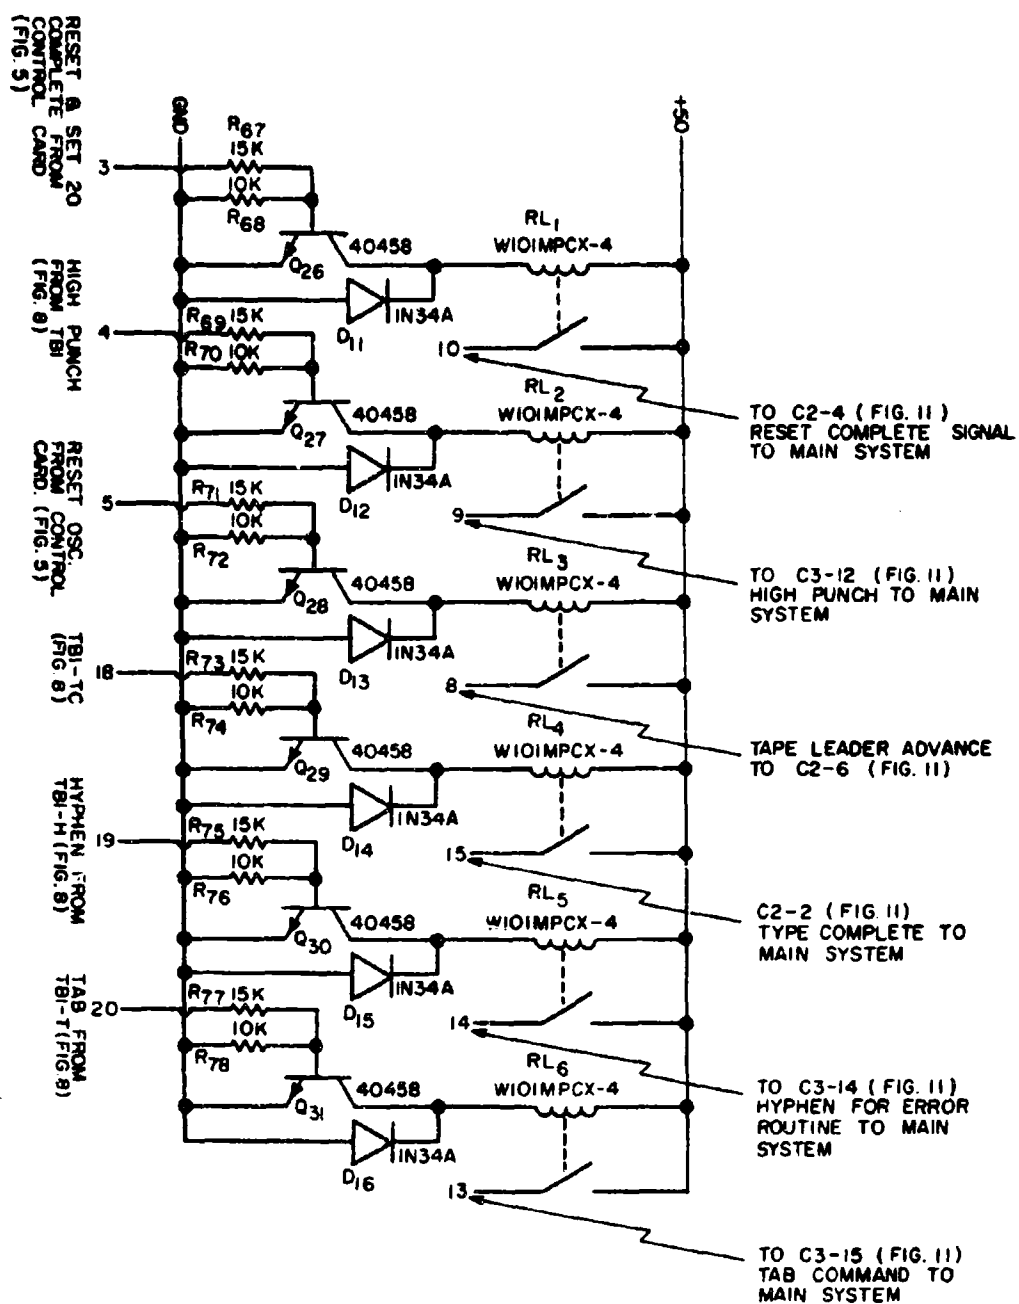 RESET & SET 20
COMPLETE FROM
CONTROL CARD
(FIG. 5)
GND
+50
R67
15K
3
10K
R68
RL1
W101MPCX-4
40458
Q26
D11
1N34A
10
TO C2-4 (FIG. 11)
RESET COMPLETE SIGNAL
TO MAIN SYSTEM
HIGH PUNCH
FROM TBI
(FIG. 8)
R69
15K
4
R70
10K
RL2
W101MPCX-4
40458
Q27
D12
1N34A
9
TO C3-12 (FIG. 11)
HIGH PUNCH TO MAIN
SYSTEM
RESET OSC.
FROM CONTROL
CARD. (FIG. 5)
R71
15K
5
10K
R72
RL3
W101MPCX-4
40458
Q28
D13
1N34A
8
TAPE LEADER ADVANCE
TO C2-6 (FIG. 11)
TBI-TC
(FIG. 8)
R73
15K
18
10K
R74
RL4
W101MPCX-4
40458
Q29
D14
1N34A
15
C2-2 (FIG. 11)
TYPE COMPLETE TO
MAIN SYSTEM
HYPHEN FROM
TBI-H (FIG. 8)
R75
15K
19
10K
R76
RL5
W101MPCX-4
40458
Q30
D15
1N34A
14
TO C3-14 (FIG. 11)
HYPHEN FOR ERROR
ROUTINE TO MAIN
SYSTEM
TAB FROM
TBI-T (FIG. 8)
R77
15K
20
10K
R78
RL6
W101MPCX-4
40458
Q31
D16
1N34A
13
TO C3-15 (FIG. 11)
TAB COMMAND TO
MAIN SYSTEM